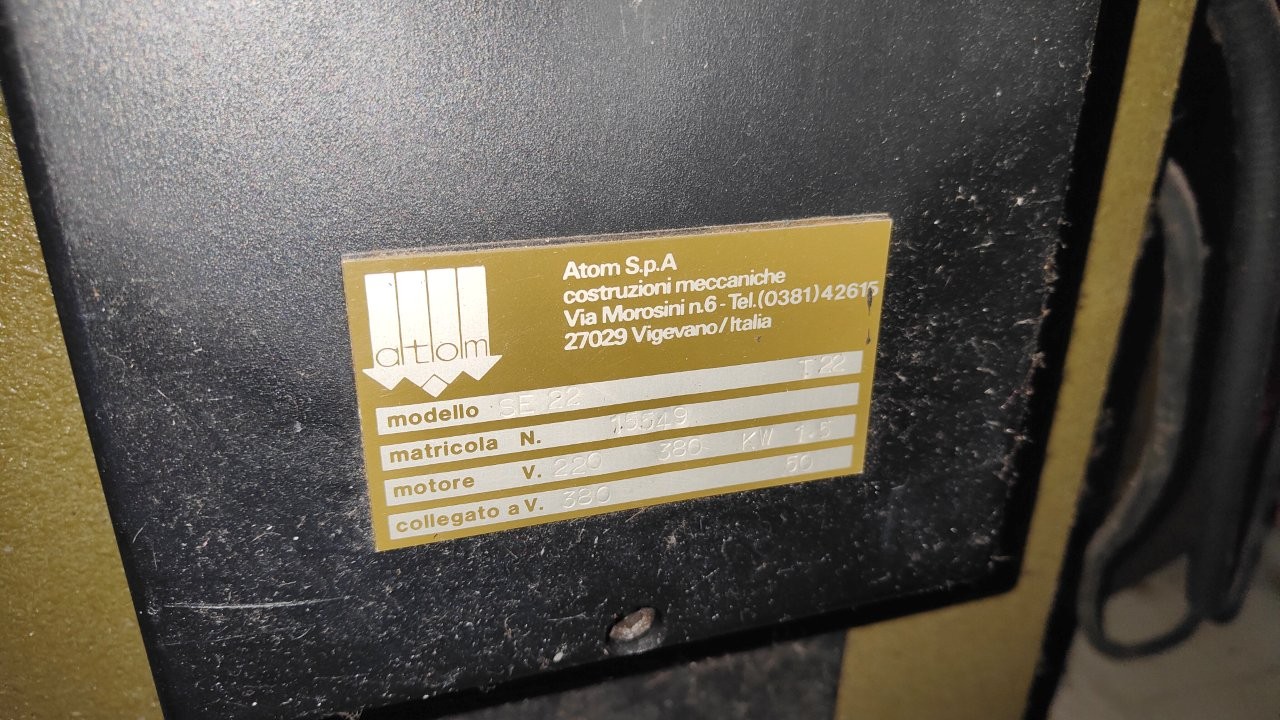 atom
Atom S.p.A
costruzioni meccaniche
Via Morosini n.6 - Tel.(0381) 42615
27029 Vigevano/Italia
modello SE 22 T 22
matricola N. 15549
motore V. 220 380 KW 1.5
collegato a V. 380 50